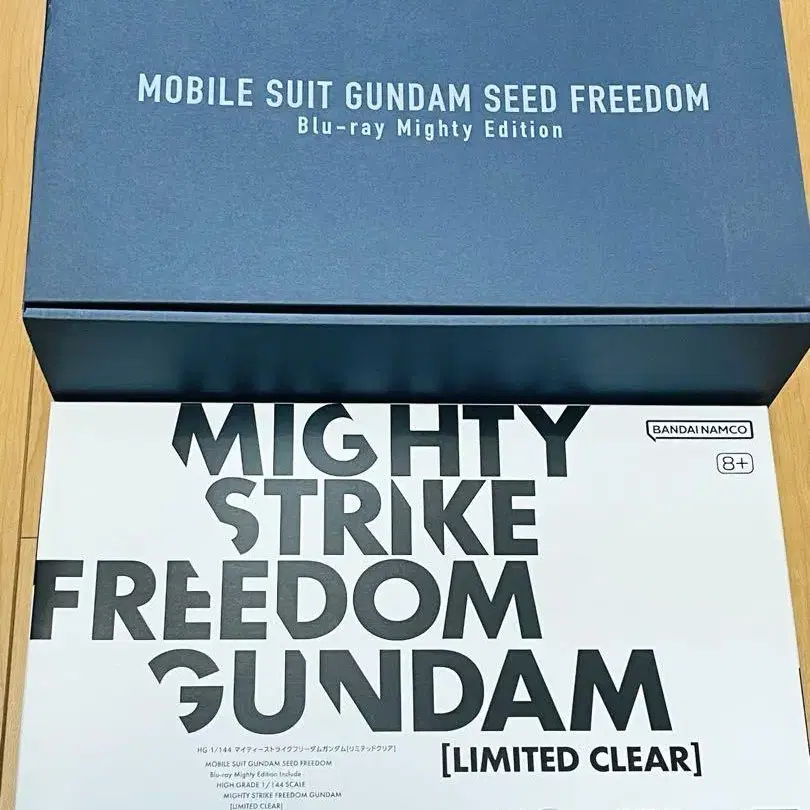 MOBILE SUIT GUNDAM SEED FREEDOM
Blu-ray Mighty Edition
MIGHTY
BANDAI NAMCO
8+
STRIKE
FREEDOM
GUNDAM
[LIMITED CLEAR]
HG 1/144 マイティーストライクフリーダムガンダム[リミテッドクリア]
MOBILE SUIT GUNDAM SEED FREEDOM
Blu-ray Mighty Edition Include
HIGH GRADE 1/144 SCALE
MIGHTY STRIKE FREEDOM GUNDAM
[LIMITED CLEAR]